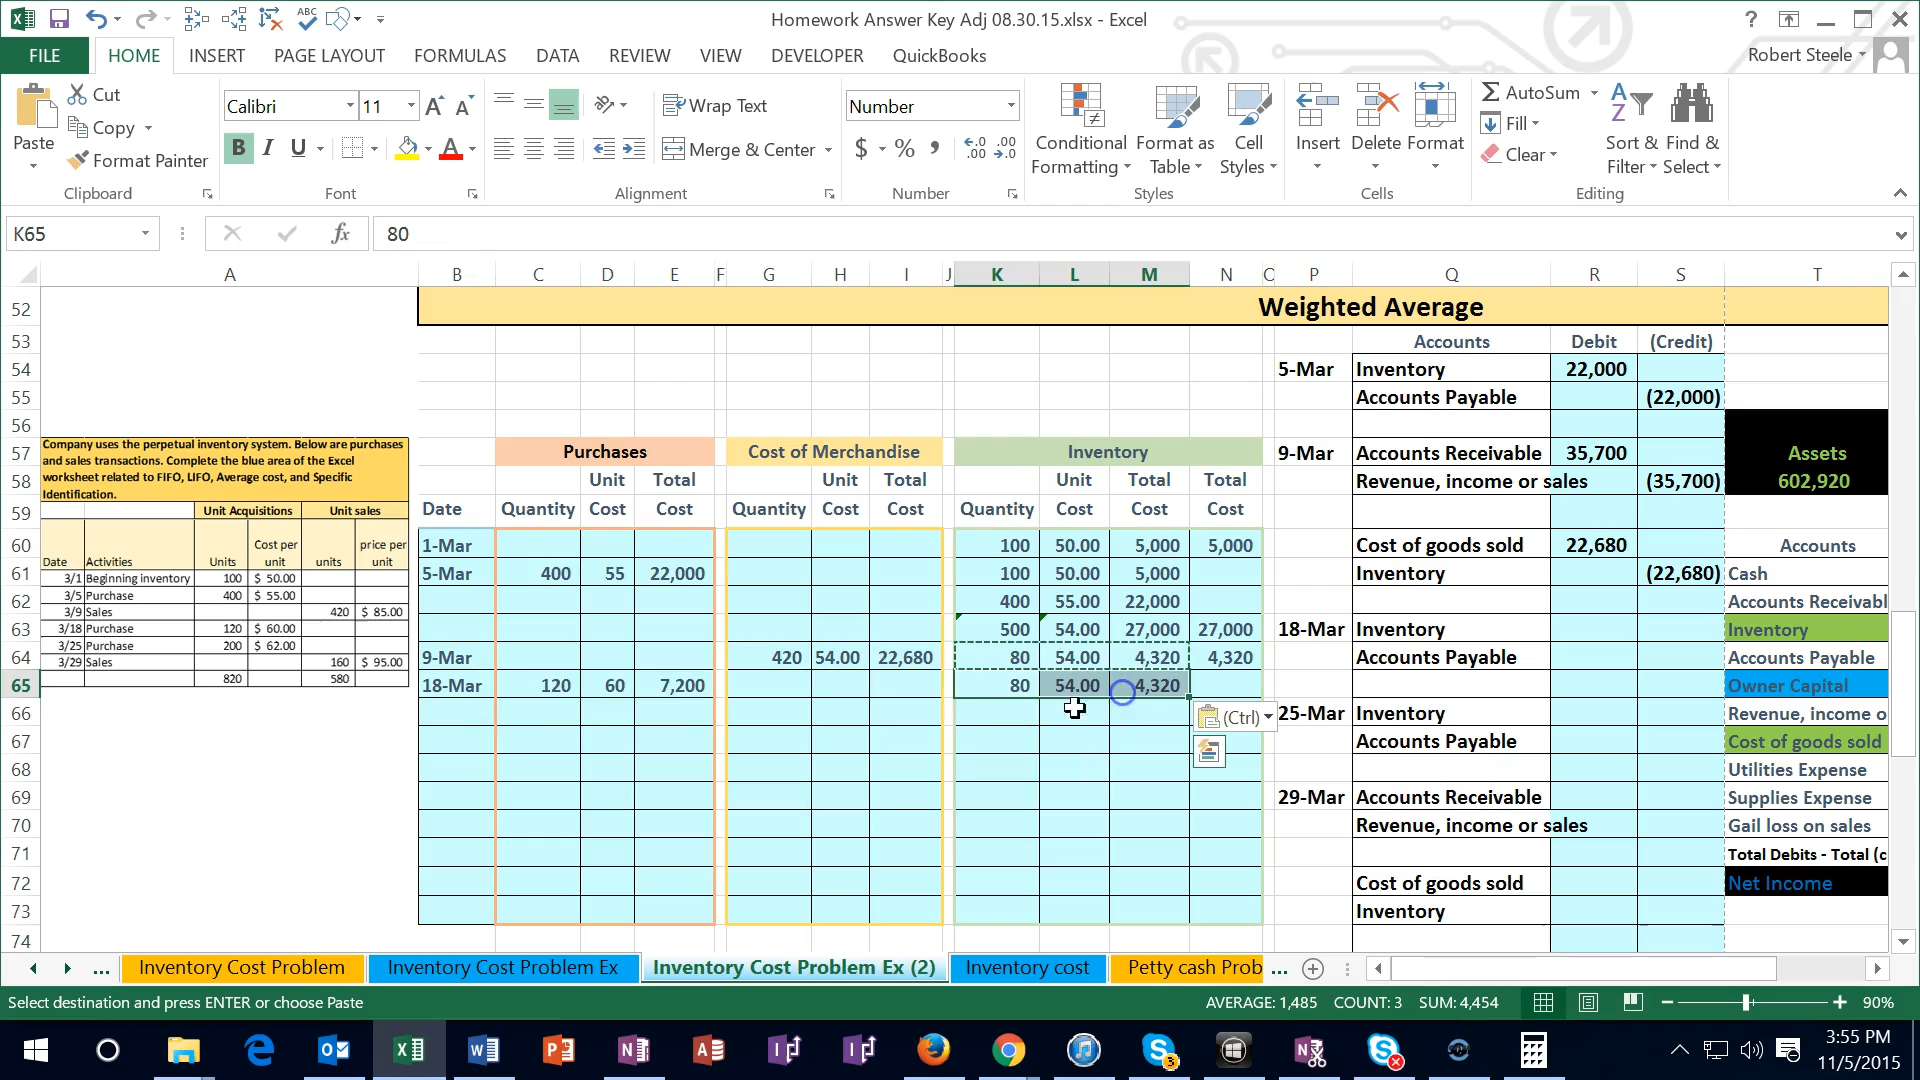 Homework Answer Key Adj 08.30.15.xlsx - Excel
FILE HOME INSERT PAGE LAYOUT FORMULAS DATA REVIEW VIEW DEVELOPER QuickBooks Robert Steele
Paste Cut Copy Format Painter Clipboard
Calibri 11 B I U A Font
Wrap Text Merge & Center Alignment
Number $ % , Number
Conditional Formatting Format as Table Cell Styles Styles
Insert Delete Format Cells
AutoSum Fill Clear Sort & Filter Find & Select Editing
K65 fx 80
A B C D E F G H I J K L M N O P Q R S T
52 Weighted Average
53 Accounts Debit (Credit)
54 5-Mar Inventory 22,000
55 Accounts Payable (22,000)
56
57 Purchases Cost of Merchandise Inventory 9-Mar Accounts Receivable 35,700 Assets
58 Unit Total Unit Total Unit Total Total Revenue, income or sales (35,700) 602,920
59 Date Quantity Cost Cost Quantity Cost Cost Quantity Cost Cost Cost
60 1-Mar 100 50.00 5,000 5,000 Cost of goods sold 22,680 Accounts
61 5-Mar 400 55 22,000 100 50.00 5,000 Inventory (22,680) Cash
62 400 55.00 22,000 Accounts Receivabl
63 500 54.00 27,000 27,000 18-Mar Inventory Inventory
64 9-Mar 420 54.00 22,680 80 54.00 4,320 4,320 Accounts Payable Accounts Payable
65 18-Mar 120 60 7,200 80 54.00 4,320 Owner Capital
66 (Ctrl) 25-Mar Inventory Revenue, income o
67 Accounts Payable Cost of goods sold
68 Utilities Expense
69 29-Mar Accounts Receivable Supplies Expense
70 Revenue, income or sales Gail loss on sales
71 Total Debits - Total (c
72 Cost of goods sold Net Income
73 Inventory
74
Company uses the perpetual inventory system. Below are purchases
and sales transactions. Complete the blue area of the Excel
worksheet related to FIFO, LIFO, Average cost, and Specific
Identification.
Unit Acquisitions Unit sales
Date Activities Units Cost per unit units price per unit
3/1 Beginning inventory 100 $ 50.00
3/5 Purchase 400 $ 55.00
3/9 Sales 420 $ 85.00
3/18 Purchase 120 $ 60.00
3/25 Purchase 200 $ 62.00
3/29 Sales 160 $ 95.00
820 580
... Inventory Cost Problem Inventory Cost Problem Ex Inventory Cost Problem Ex (2) Inventory cost Petty cash Prob ...
Select destination and press ENTER or choose Paste AVERAGE: 1,485 COUNT: 3 SUM: 4,454 90%
3:55 PM
11/5/2015